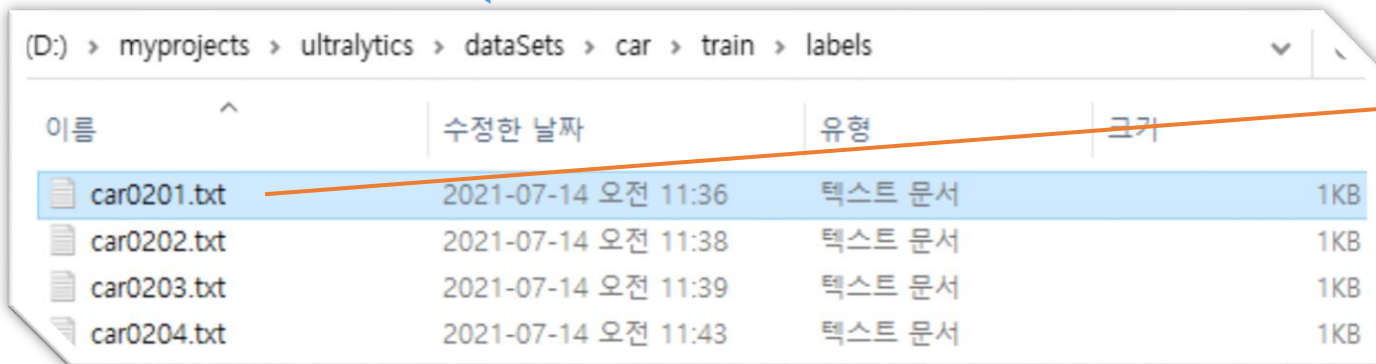 (D:) > myprojects > ultralytics > dataSets > car > train > labels
이름 수정한 날짜 유형 크기
car0201.txt 2021-07-14 오전 11:36 텍스트 문서 1KB
car0202.txt 2021-07-14 오전 11:38 텍스트 문서 1KB
car0203.txt 2021-07-14 오전 11:39 텍스트 문서 1KB
car0204.txt 2021-07-14 오전 11:43 텍스트 문서 1KB